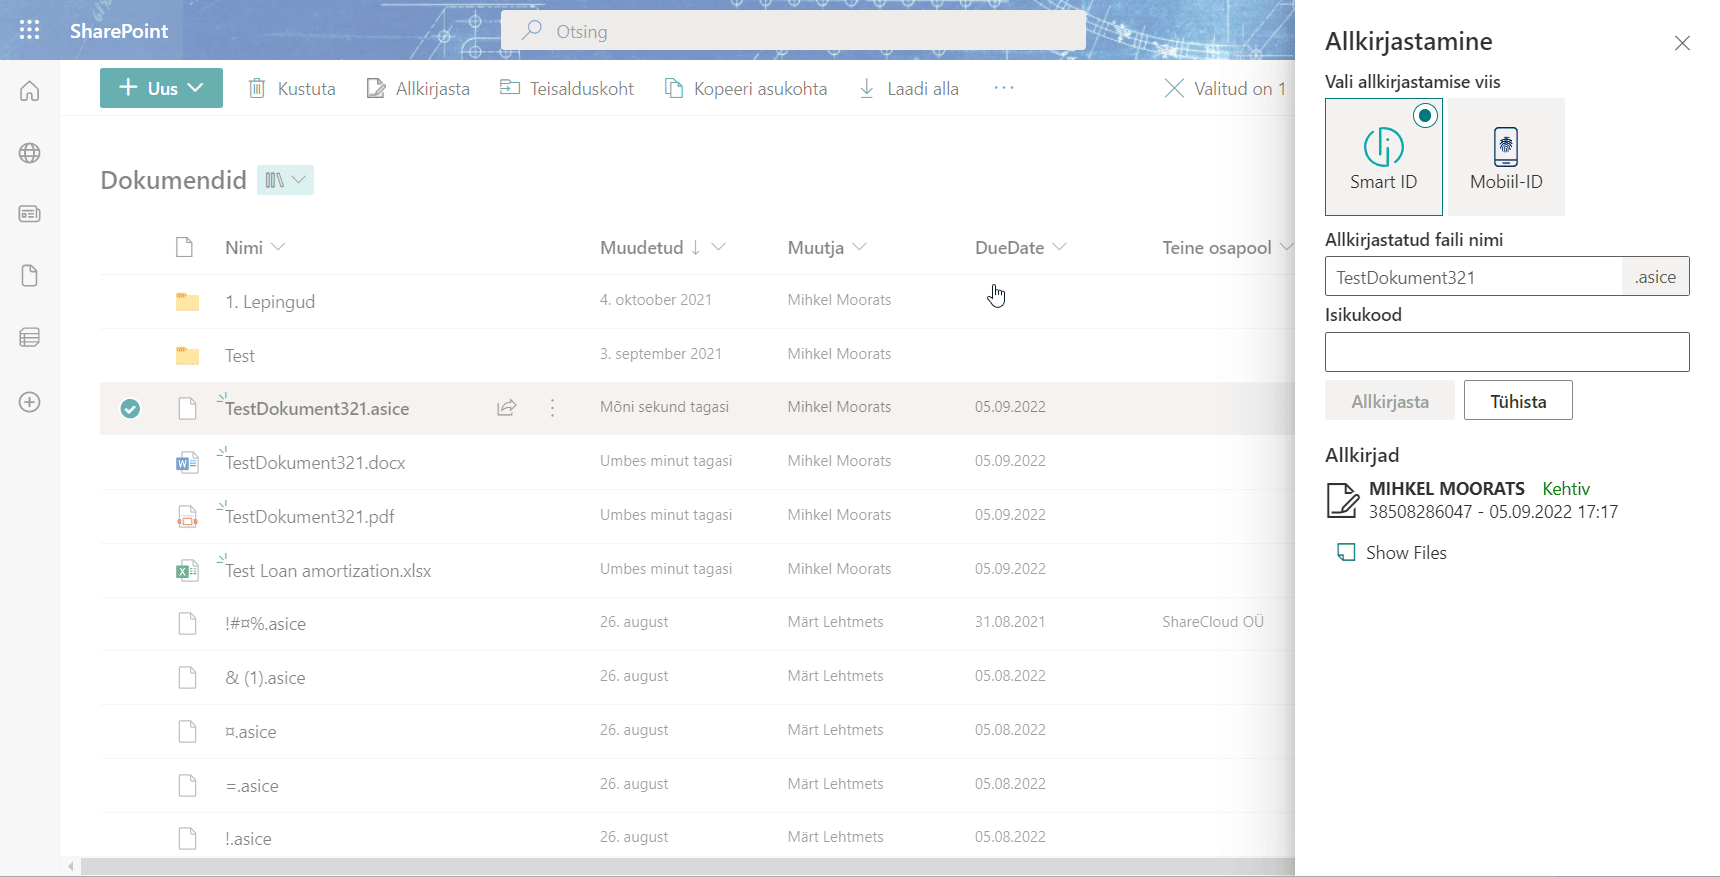 SharePoint
Otsing
Uus
Kustuta
Allkirjasta
Teisalduskoht
Kopeeri asukohta
Laadi alla
Valitud on 1
Dokumendid
Nimi
Muudetud
Muutja
DueDate
Teine osapool
1. Lepingud
4. oktoober 2021
Mihkel Moorats
Test
3. september 2021
Mihkel Moorats
TestDokument321.asice
Mõni sekund tagasi
Mihkel Moorats
05.09.2022
TestDokument321.docx
Umbes minut tagasi
Mihkel Moorats
05.09.2022
TestDokument321.pdf
Umbes minut tagasi
Mihkel Moorats
05.09.2022
Test Loan amortization.xlsx
Umbes minut tagasi
Mihkel Moorats
05.09.2022
!#¤%.asice
26. august
Märt Lehtmets
31.08.2021
ShareCloud OÜ
& (1).asice
26. august
Märt Lehtmets
05.08.2022
¤.asice
26. august
Märt Lehtmets
05.08.2022
=.asice
26. august
Märt Lehtmets
05.08.2022
!.asice
26. august
Märt Lehtmets
05.08.2022
Allkirjastamine
Vali allkirjastamise viis
Smart ID
Mobiil-ID
Allkirjastatud faili nimi
TestDokument321
.asice
Isikukood
Allkirjasta
Tühista
Allkirjad
MIHKEL MOORATS Kehtiv
38508286047 - 05.09.2022 17:17
Show Files